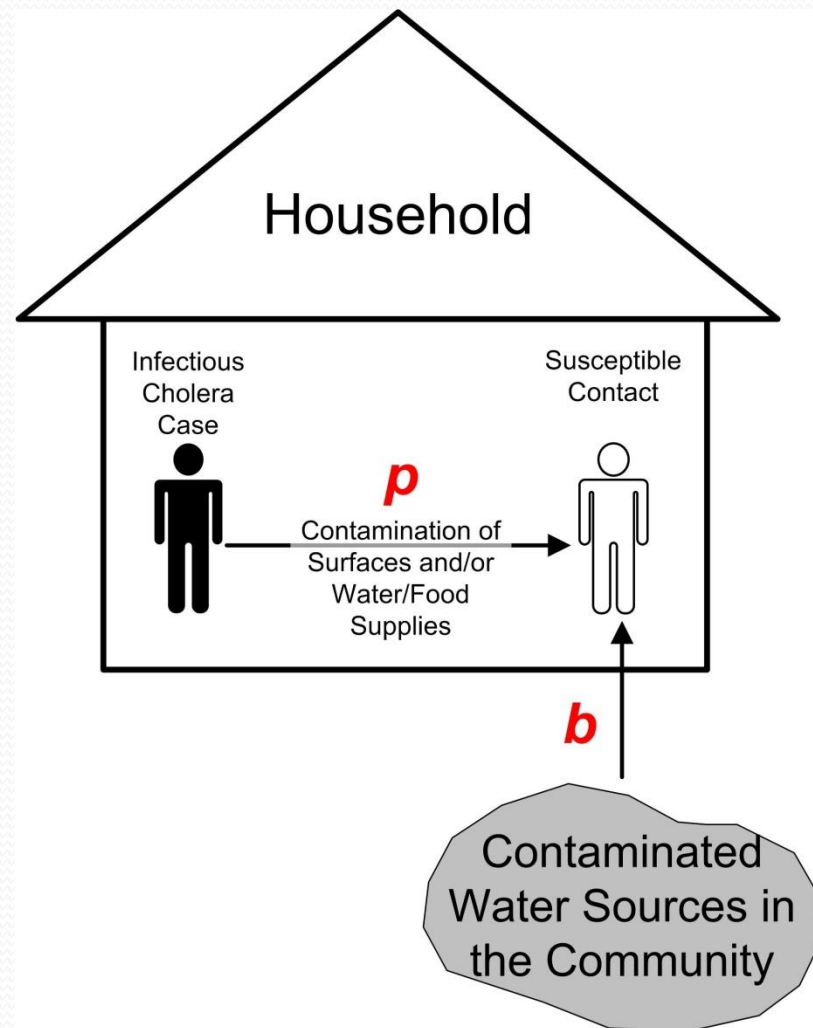 Household
Infectious
Cholera
Case
Susceptible
Contact
p
Contamination of
Surfaces and/or
Water/Food
Supplies
b
Contaminated
Water Sources in
the Community